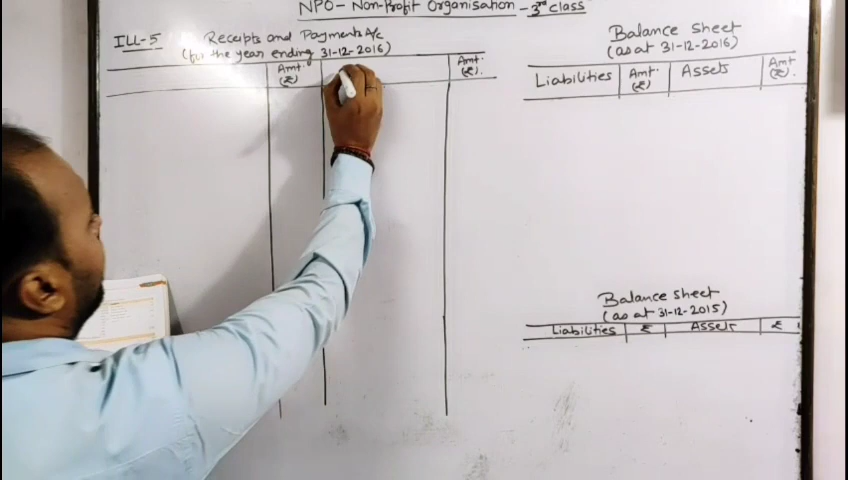 NPO - Non-Profit Organisation - 3rd class
ILL-5 Receipts and Payments A/c
(for the year ending 31-12-2016)
Amt. (₹) Amt. (₹).
Balance sheet
(as at 31-12-2016)
Liabilities Amt. (₹) Assets Amt (₹).
Balance sheet
(as at 31-12-2015)
Liabilities ₹ Assets ₹